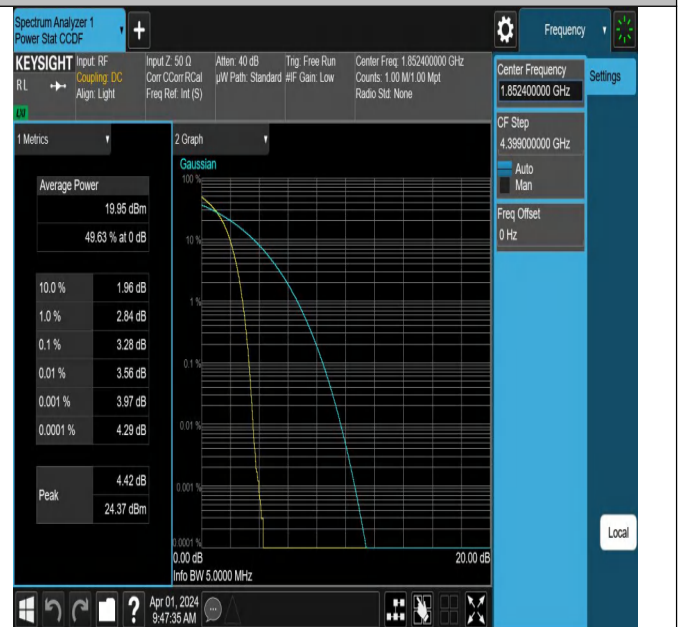 Spectrum Analyzer 1
Power Stat CCDF
+
Frequency
KEYSIGHT
RL
LXI
Input: RF
Coupling: DC
Align: Light
Input Z: 50 Ω
Corr CCorr RCal
Freq Ref: Int (S)
Atten: 40 dB
µW Path: Standard
Trig: Free Run
#IF Gain: Low
Center Freq: 1.852400000 GHz
Counts: 1.00 M/1.00 Mpt
Radio Std: None
Center Frequency
1.852400000 GHz
Settings
CF Step
4.399000000 GHz
Auto
Man
Freq Offset
0 Hz
Local
1 Metrics
Average Power
19.95 dBm
49.63 % at 0 dB
10.0 % 1.96 dB
1.0 % 2.84 dB
0.1 % 3.28 dB
0.01 % 3.56 dB
0.001 % 3.97 dB
0.0001 % 4.29 dB
Peak
4.42 dB
24.37 dBm
2 Graph
Gaussian
100 %
10 %
1 %
0.1 %
0.01 %
0.001 %
0.0001 %
0.00 dB 20.00 dB
Info BW 5.0000 MHz
?
Apr 01, 2024
9:47:35 AM